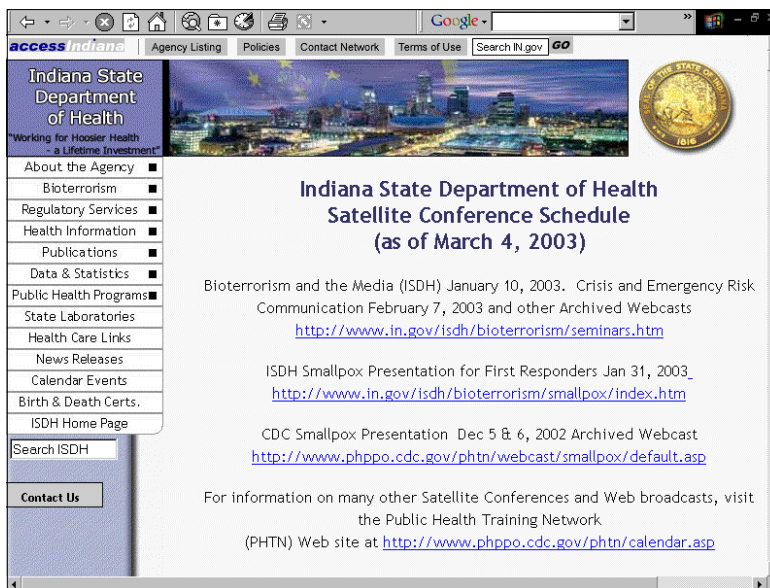 Google
»
accessIndiana
Agency Listing
Policies
Contact Network
Terms of Use
Search IN.gov
GO
Indiana State
Department
of Health
"Working for Hoosier Health
- a Lifetime Investment"
SEAL OF THE STATE OF INDIANA
1816
About the Agency
Bioterrorism
Regulatory Services
Health Information
Publications
Data & Statistics
Public Health Programs
State Laboratories
Health Care Links
News Releases
Calendar Events
Birth & Death Certs.
ISDH Home Page
Search ISDH
Contact Us
Indiana State Department of Health
Satellite Conference Schedule
(as of March 4, 2003)
Bioterrorism and the Media (ISDH) January 10, 2003. Crisis and Emergency Risk
Communication February 7, 2003 and other Archived Webcasts
http://www.in.gov/isdh/bioterrorism/seminars.htm
ISDH Smallpox Presentation for First Responders Jan 31, 2003
http://www.in.gov/isdh/bioterrorism/smallpox/index.htm
CDC Smallpox Presentation Dec 5 & 6, 2002 Archived Webcast
http://www.phppo.cdc.gov/phtn/webcast/smallpox/default.asp
For information on many other Satellite Conferences and Web broadcasts, visit
the Public Health Training Network
(PHTN) Web site at http://www.phppo.cdc.gov/phtn/calendar.asp